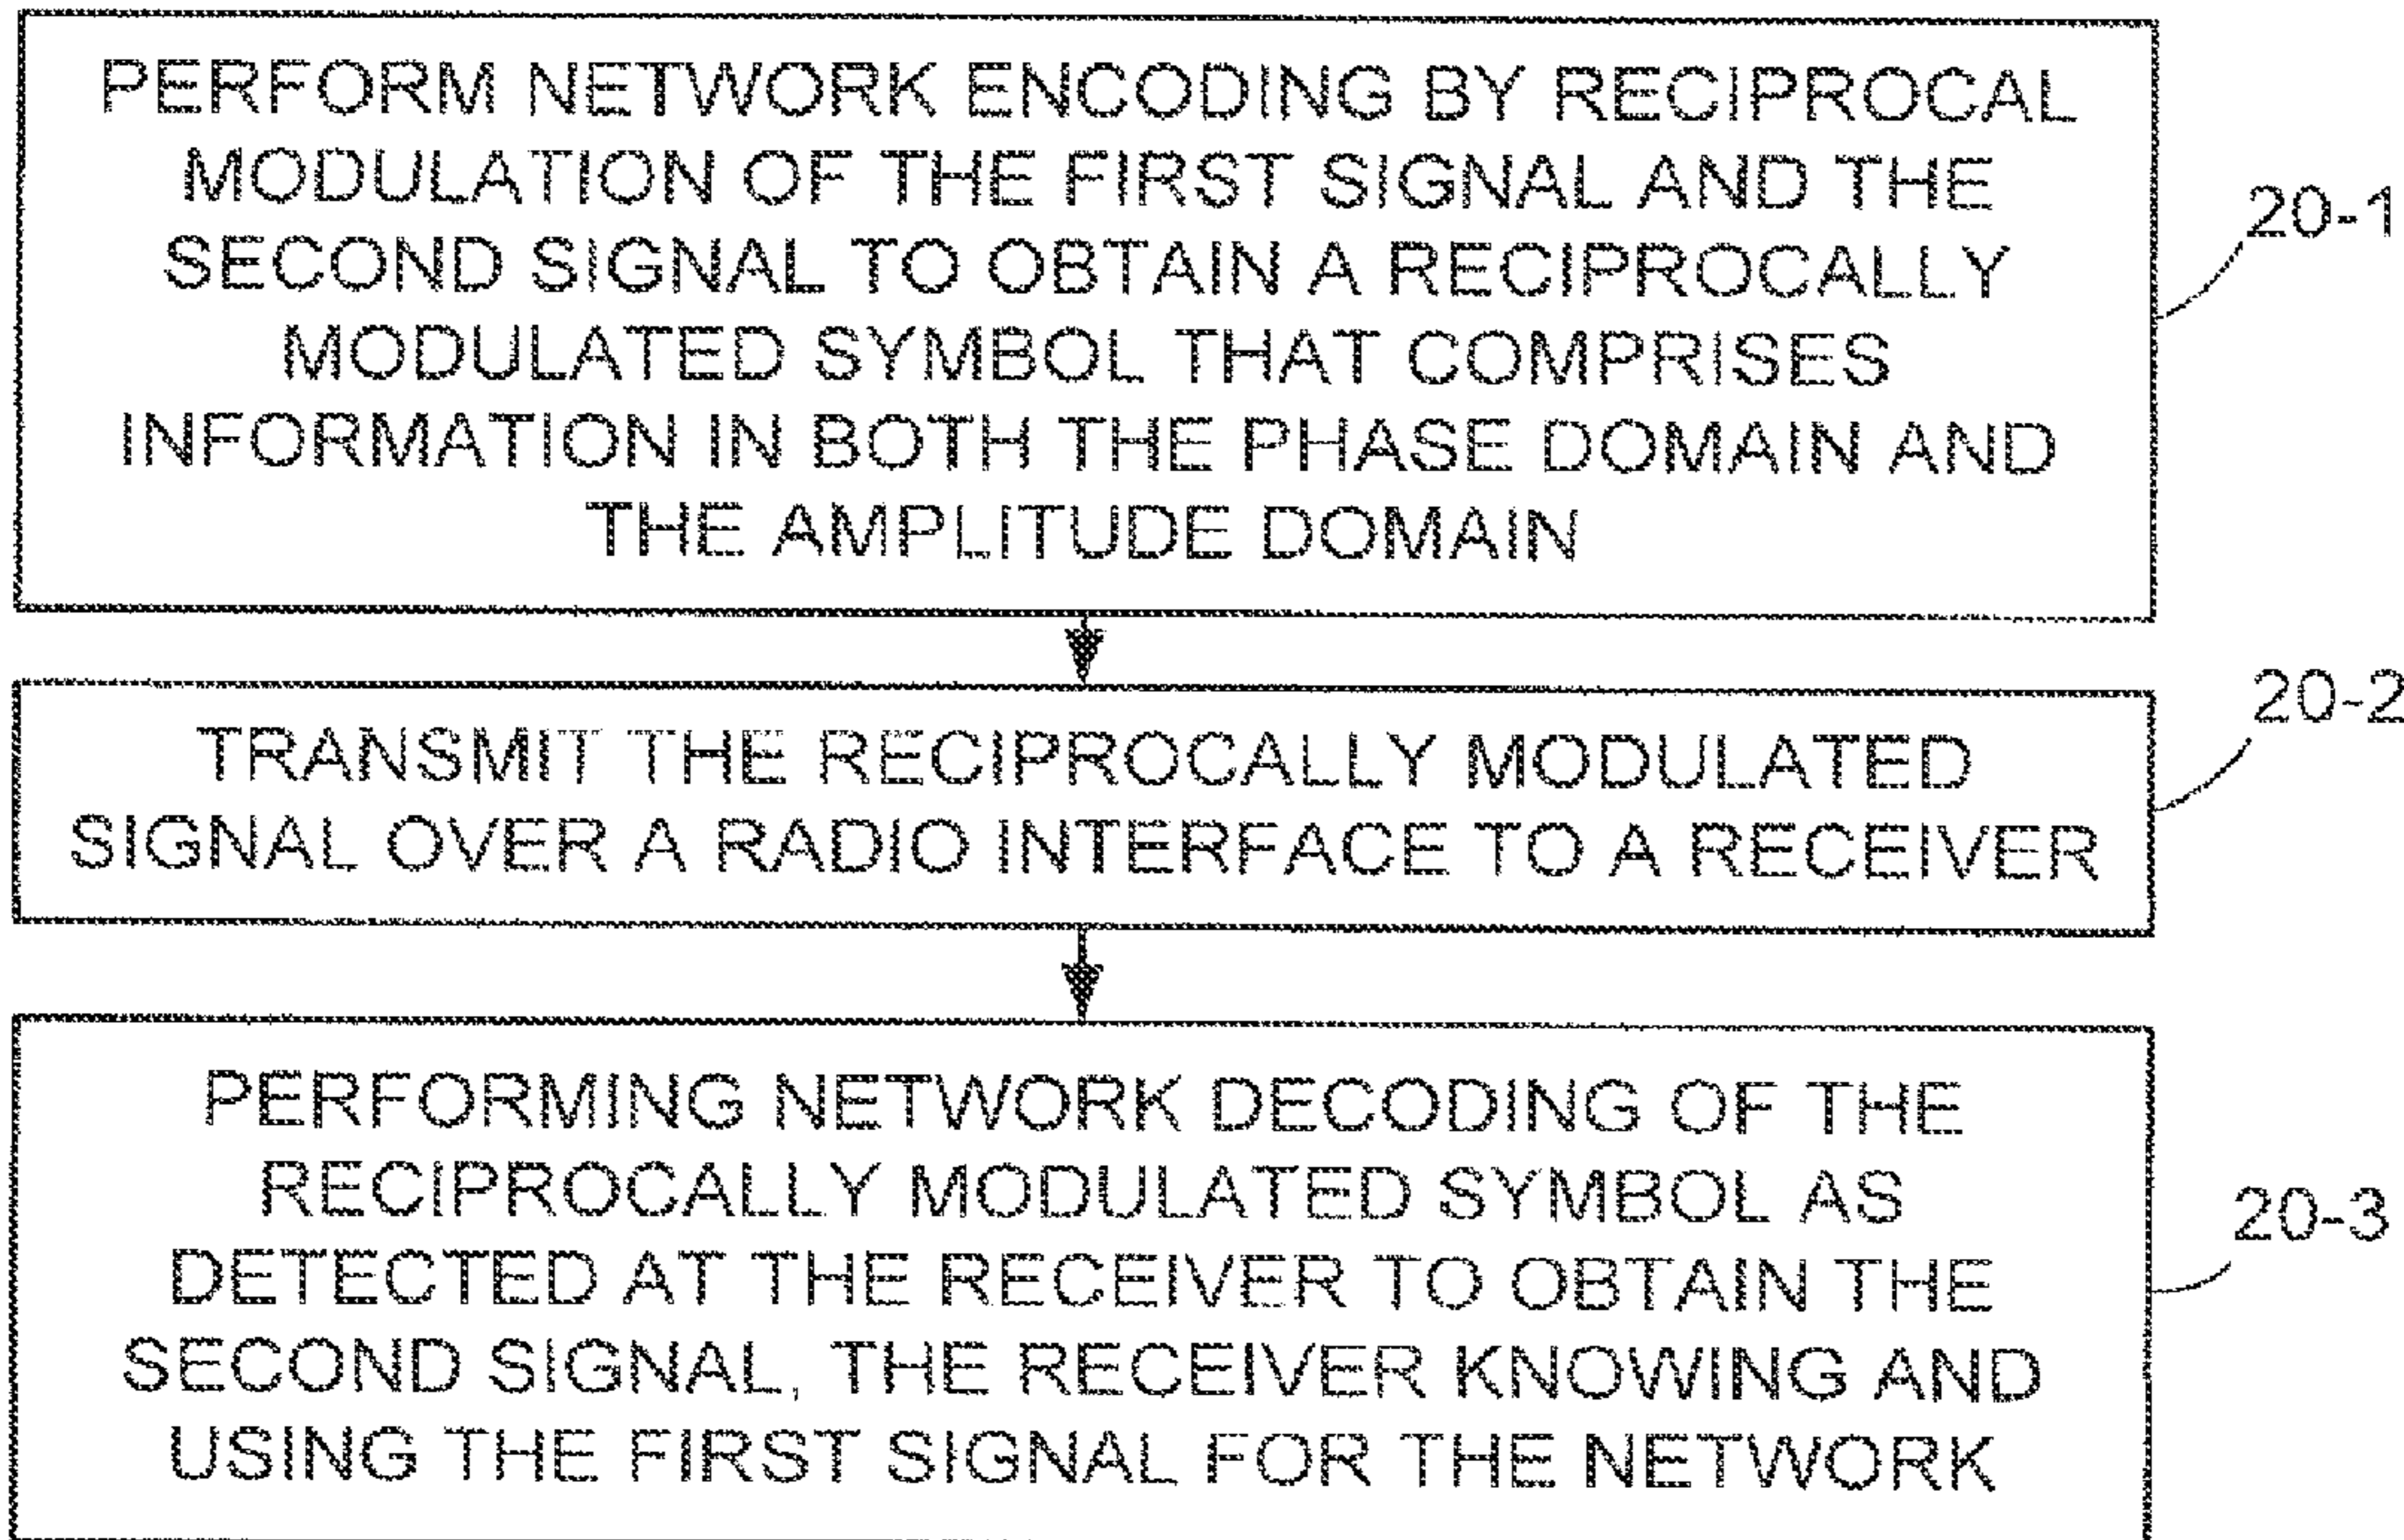 PERFORM NETWORK ENCODING BY RECIPROCAL
MODULATION OF THE FIRST SIGNAL AND THE
SECOND SIGNAL TO OBTAIN A RECIPROCALLY
MODULATED SYMBOL THAT COMPRISES
INFORMATION IN BOTH THE PHASE DOMAIN AND
THE AMPLITUDE DOMAIN
20-1
TRANSMIT THE RECIPROCALLY MODULATED
SIGNAL OVER A RADIO INTERFACE TO A RECEIVER
20-2
PERFORMING NETWORK DECODING OF THE
RECIPROCALLY MODULATED SYMBOL AS
DETECTED AT THE RECEIVER TO OBTAIN THE
SECOND SIGNAL, THE RECEIVER KNOWING AND
USING THE FIRST SIGNAL FOR THE NETWORK
20-3